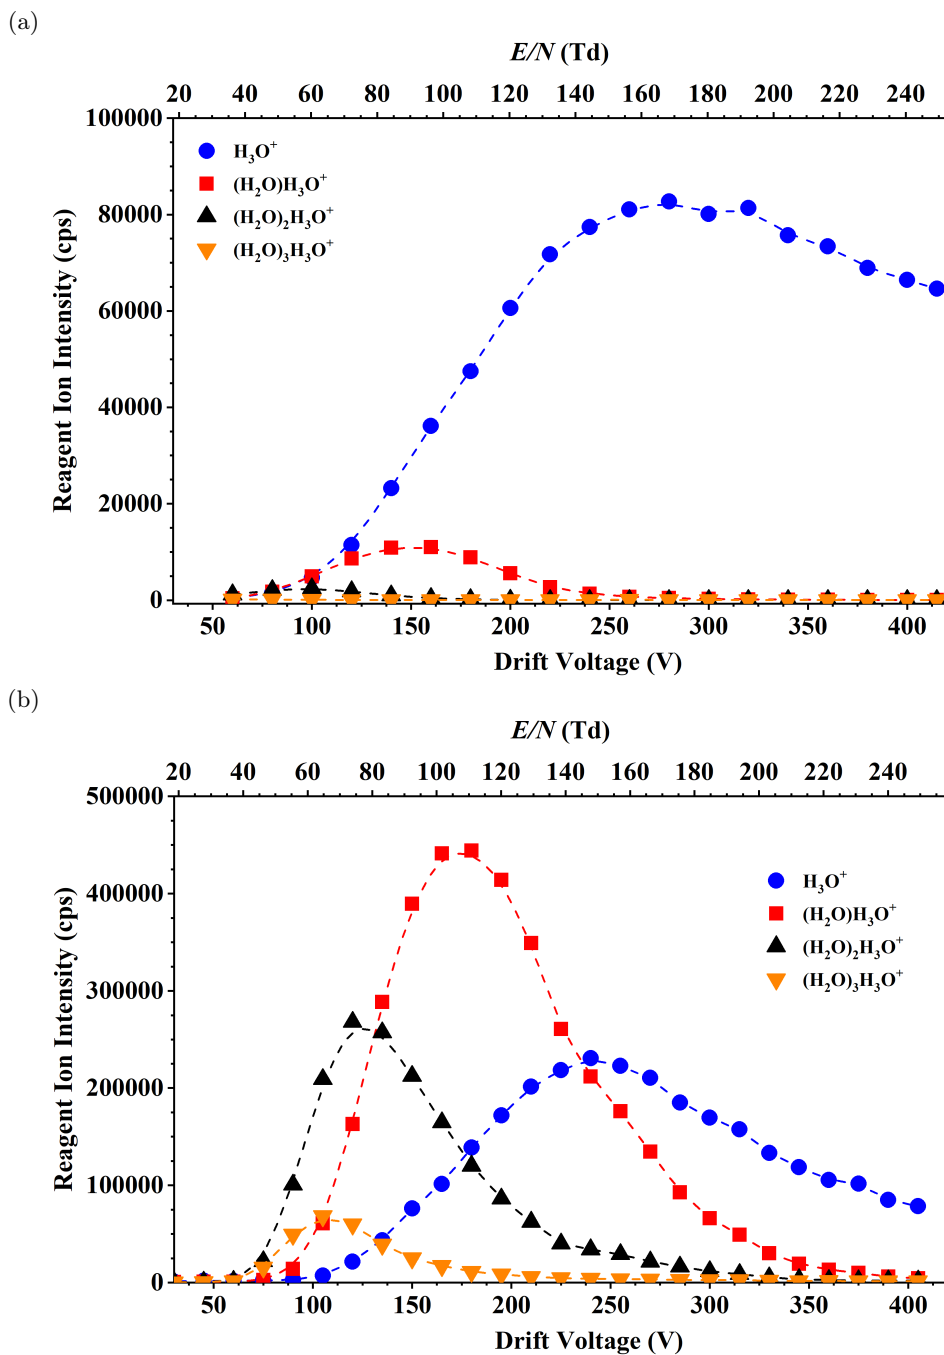 (a)
E/N (Td)
20 40 60 80 100 120 140 160 180 200 220 240
100000
80000
60000
40000
20000
0
Reagent Ion Intensity (cps)
H₃O⁺
(H₂O)H₃O⁺
(H₂O)₂H₃O⁺
(H₂O)₃H₃O⁺
50 100 150 200 250 300 350 400
Drift Voltage (V)
(b)
E/N (Td)
20 40 60 80 100 120 140 160 180 200 220 240
500000
400000
300000
200000
100000
0
Reagent Ion Intensity (cps)
H₃O⁺
(H₂O)H₃O⁺
(H₂O)₂H₃O⁺
(H₂O)₃H₃O⁺
50 100 150 200 250 300 350 400
Drift Voltage (V)